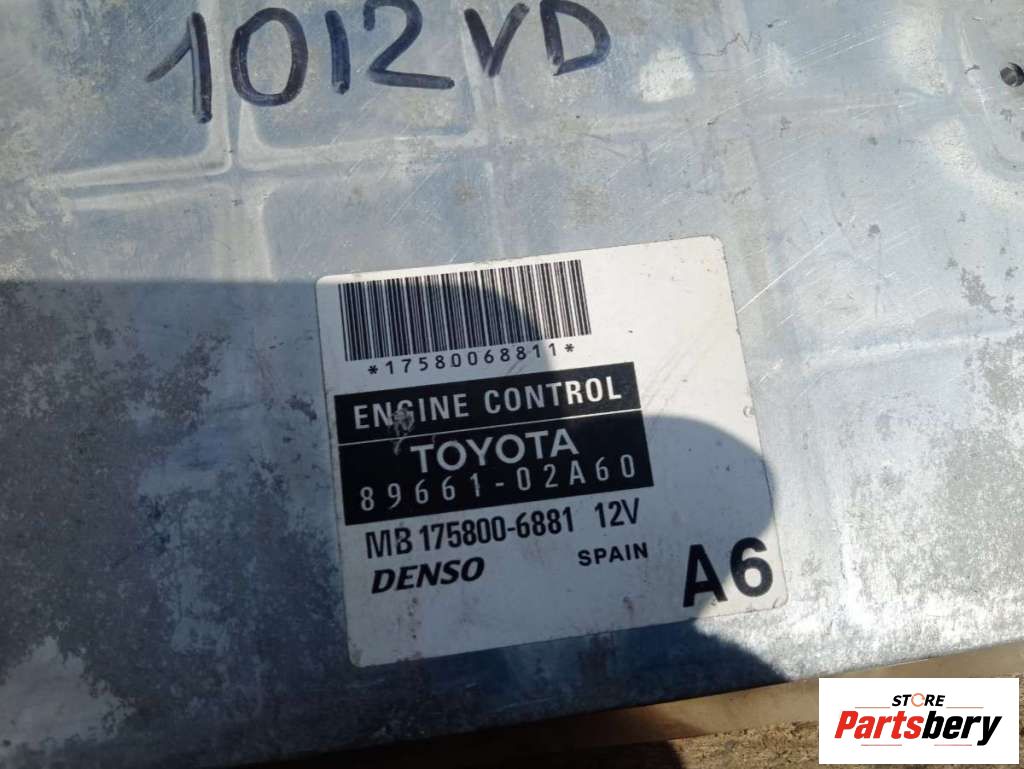 1012VD
*17580068811*
ENGINE CONTROL
TOYOTA
89661-02A60
MB 175800-6881 12V
DENSO SPAIN A6
STORE
Partsbery